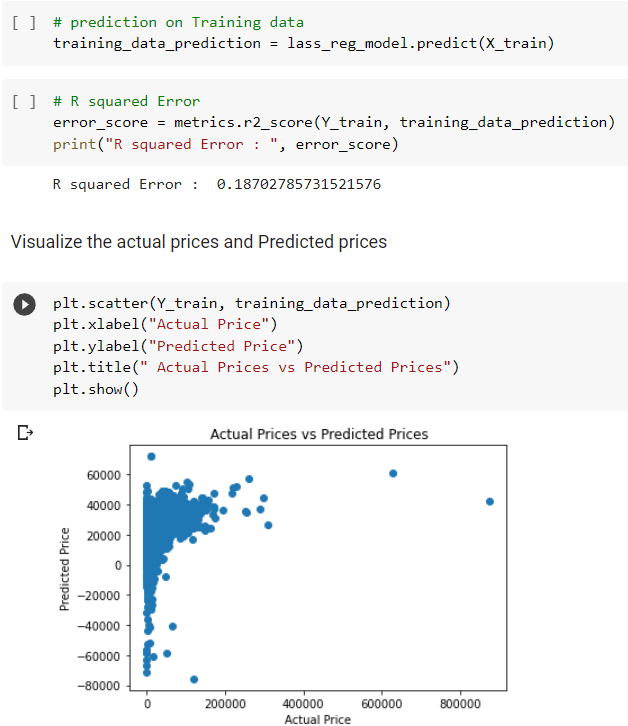 [ ] # prediction on Training data
training_data_prediction = lass_reg_model.predict(X_train)
[ ] # R squared Error
error_score = metrics.r2_score(Y_train, training_data_prediction)
print("R squared Error : ", error_score)
R squared Error :  0.18702785731521576
Visualize the actual prices and Predicted prices
plt.scatter(Y_train, training_data_prediction)
plt.xlabel("Actual Price")
plt.ylabel("Predicted Price")
plt.title(" Actual Prices vs Predicted Prices")
plt.show()
Actual Prices vs Predicted Prices
Predicted Price
60000
40000
20000
0
−20000
−40000
−60000
−80000
0 200000 400000 600000 800000
Actual Price